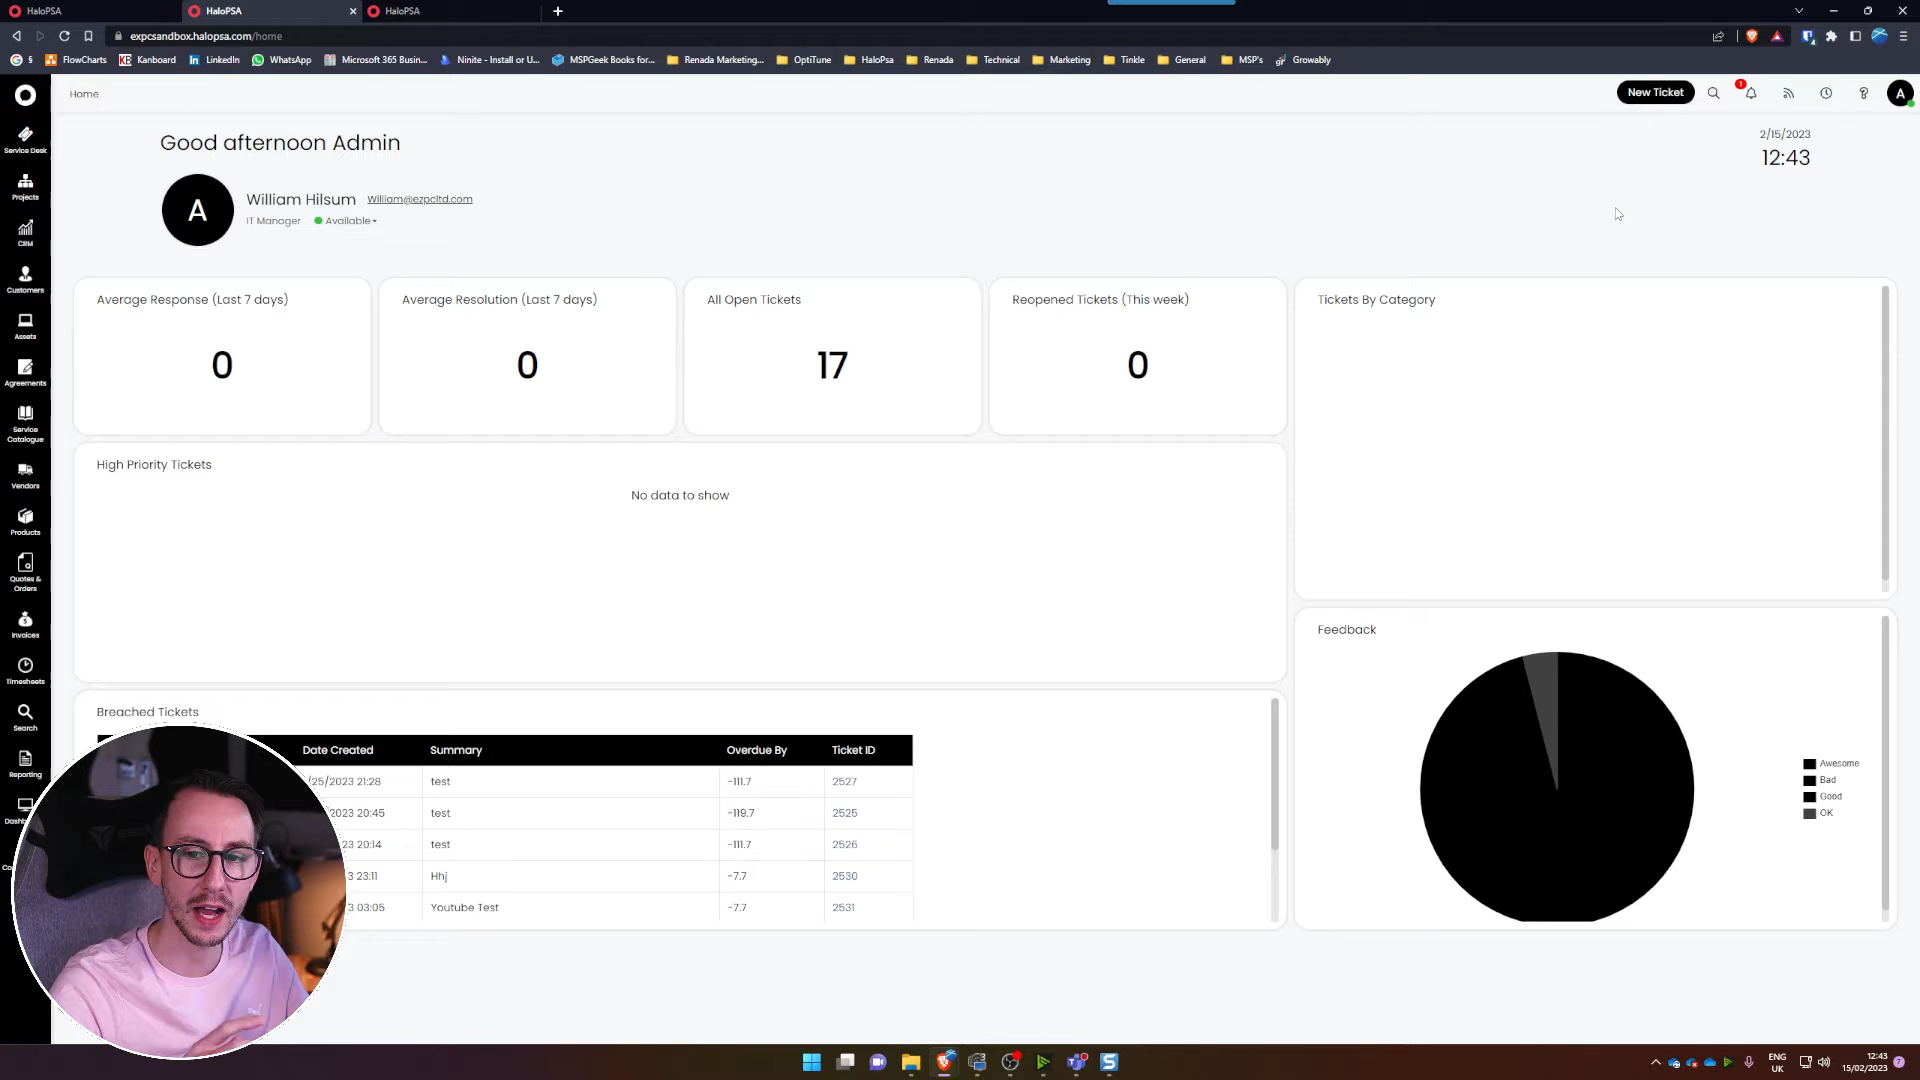 HaloPSA
HaloPSA
HaloPSA
expcsandbox.halopsa.com/home
FlowCharts
Kanboard
LinkedIn
WhatsApp
Microsoft 365 Busin...
Ninite - Install or U...
MSPGeek Books for...
Renada Marketing...
OptiTune
HaloPsa
Renada
Technical
Marketing
Tinkle
General
MSP's
Growably
Home
New Ticket
1
A
Service Desk
Projects
CRM
Customers
Assets
Agreements
Service
Catalogue
Vendors
Products
Quotes &
Orders
Invoices
Timesheets
Search
Reporting
Good afternoon Admin
2/15/2023
12:43
A
William Hilsum William@ezpcltd.com
IT Manager Available
Average Response (Last 7 days)
0
Average Resolution (Last 7 days)
0
All Open Tickets
17
Reopened Tickets (This week)
0
Tickets By Category
High Priority Tickets
No data to show
Feedback
Awesome
Bad
Good
OK
Breached Tickets
Date Created Summary Overdue By Ticket ID
/25/2023 21:28 test -111.7 2527
2023 20:45 test -119.7 2525
23 20:14 test -111.7 2526
3 23:11 Hhj -7.7 2530
3 03:05 Youtube Test -7.7 2531
ENG
UK
12:43
15/02/2023
7